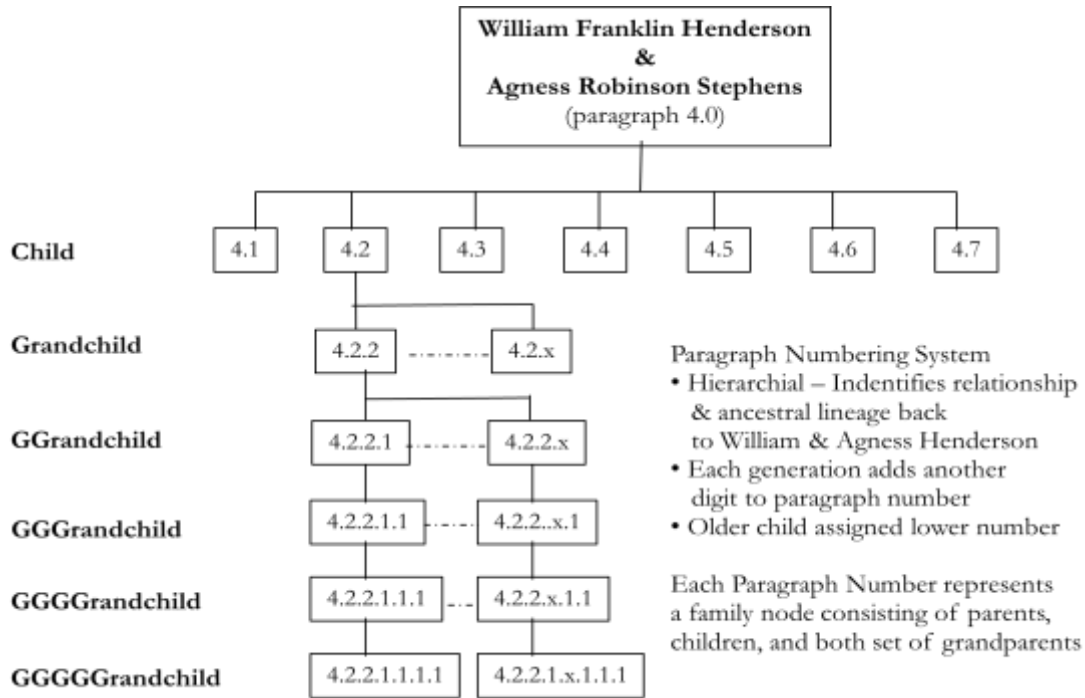 William Franklin Henderson
&
Agness Robinson Stephens
(paragraph 4.0)
Child
4.1
4.2
4.3
4.4
4.5
4.6
4.7
Grandchild
4.2.2
4.2.x
GGrandchild
4.2.2.1
4.2.2.x
GGGrandchild
4.2.2.1.1
4.2.2..x.1
GGGGrandchild
4.2.2.1.1.1
4.2.2.x.1.1
GGGGGrandchild
4.2.2.1.1.1.1
4.2.2.1.x.1.1.1
Paragraph Numbering System
• Hierarchial – Indentifies relationship
& ancestral lineage back
to William & Agness Henderson
• Each generation adds another
digit to paragraph number
• Older child assigned lower number
Each Paragraph Number represents
a family node consisting of parents,
children, and both set of grandparents